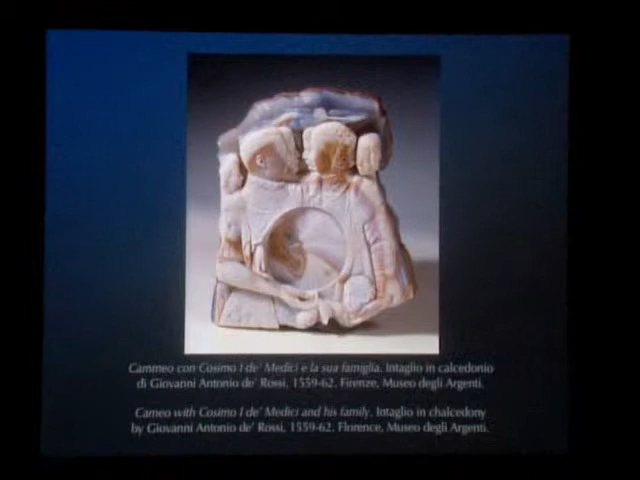 Cammeo con Cosimo I de' Medici e la sua famiglia. Intaglio in calcedonio
di Giovanni Antonio de' Rossi, 1559-62. Firenze, Museo degli Argenti.
Cameo with Cosimo I de' Medici and his family. Intaglio in chalcedony
by Giovanni Antonio de' Rossi, 1559-62. Florence, Museo degli Argenti.